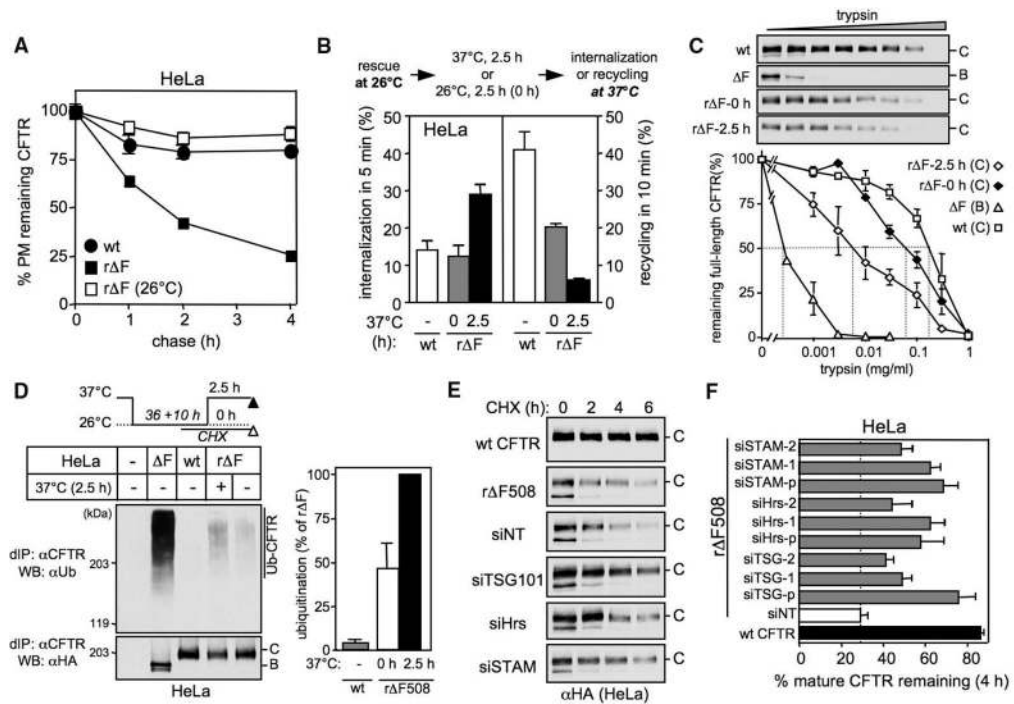 A
HeLa
% PM remaining CFTR
100
75
50
25
0
wt
rΔF
rΔF (26°C)
0 1 2 3 4
chase (h)
B
rescue
at 26°C
37°C, 2.5 h
or
26°C, 2.5 h (0 h)
internalization
or recycling
at 37°C
HeLa
internalization in 5 min (%)
50
40
30
20
10
0
50
40
30
20
10
0
recycling in 10 min (%)
37°C
(h):
- 0 2.5 - 0 2.5
wt rΔF wt rΔF
C
trypsin
wt C
ΔF B
rΔF-0 h C
rΔF-2.5 h C
remaining full-length CFTR(%)
100
75
50
25
0
rΔF-2.5 h (C)
rΔF-0 h (C)
ΔF (B)
wt (C)
0 0.001 0.01 0.1 1
trypsin (mg/ml)
D
37°C
26°C
36 +10 h
2.5 h
0 h
CHX
HeLa - ΔF wt rΔF
37°C (2.5 h) - - - + -
(kDa)
dIP: αCFTR
WB: αUb
203
119
Ub-CFTR
dIP: αCFTR
WB: αHA
203
C
B
HeLa
ubiquitination (% of rΔF)
100
75
50
25
0
37°C: - 0 h 2.5 h
wt rΔF508
E
CHX (h): 0 2 4 6
wt CFTR C
rΔF508 C
siNT C
siTSG101 C
siHrs C
siSTAM C
αHA (HeLa)
F
HeLa
rΔF508
siSTAM-2
siSTAM-1
siSTAM-p
siHrs-2
siHrs-1
siHrs-p
siTSG-2
siTSG-1
siTSG-p
siNT
wt CFTR
0 20 40 60 80
% mature CFTR remaining (4 h)